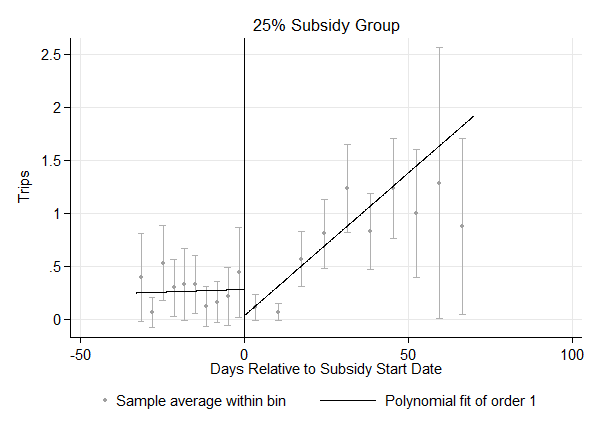 25% Subsidy Group
2.5
2
1.5
1
.5
0
Trips
-50
0
50
100
Days Relative to Subsidy Start Date
Sample average within bin
Polynomial fit of order 1